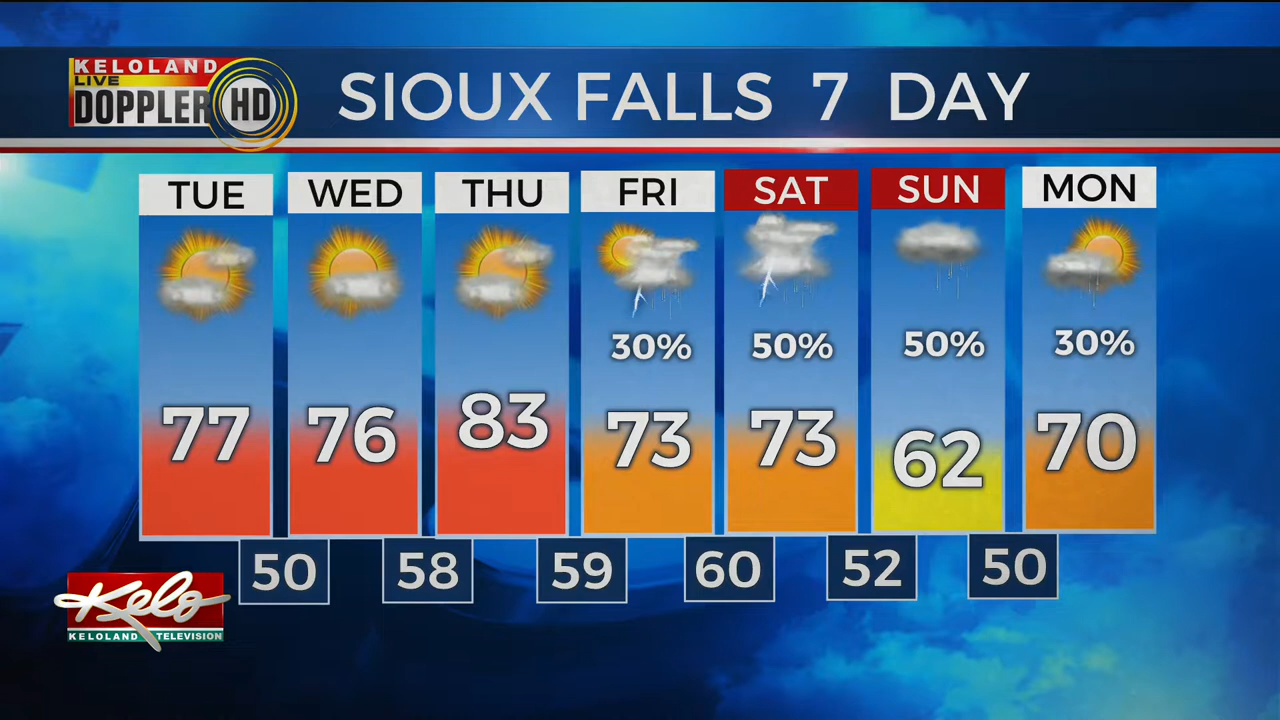 KELOLAND
LIVE
DOPPLER HD
SIOUX FALLS 7 DAY
TUE WED THU FRI SAT SUN MON
30% 50% 50% 30%
77 76 83 73 73 62 70
50 58 59 60 52 50
Kelo
KELOLAND TELEVISION